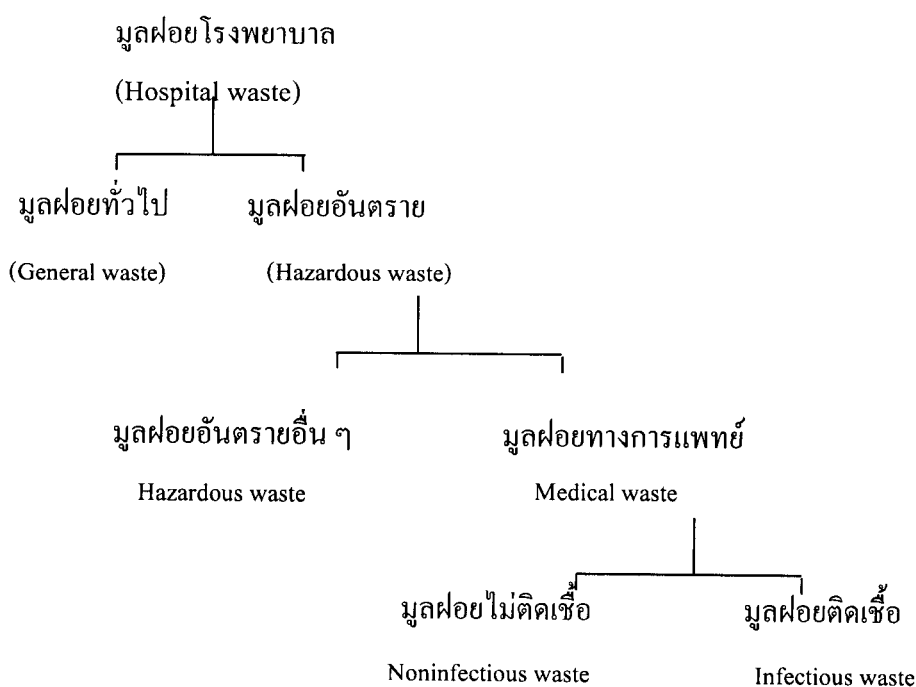 มูลฝอยโรงพยาบาล
(Hospital waste)
มูลฝอยทั่วไป มูลฝอยอันตราย
(General waste) (Hazardous waste)
มูลฝอยอันตรายอื่น ๆ มูลฝอยทางการแพทย์
Hazardous waste Medical waste
มูลฝอยไม่ติดเชื้อ มูลฝอยติดเชื้อ
Noninfectious waste Infectious waste